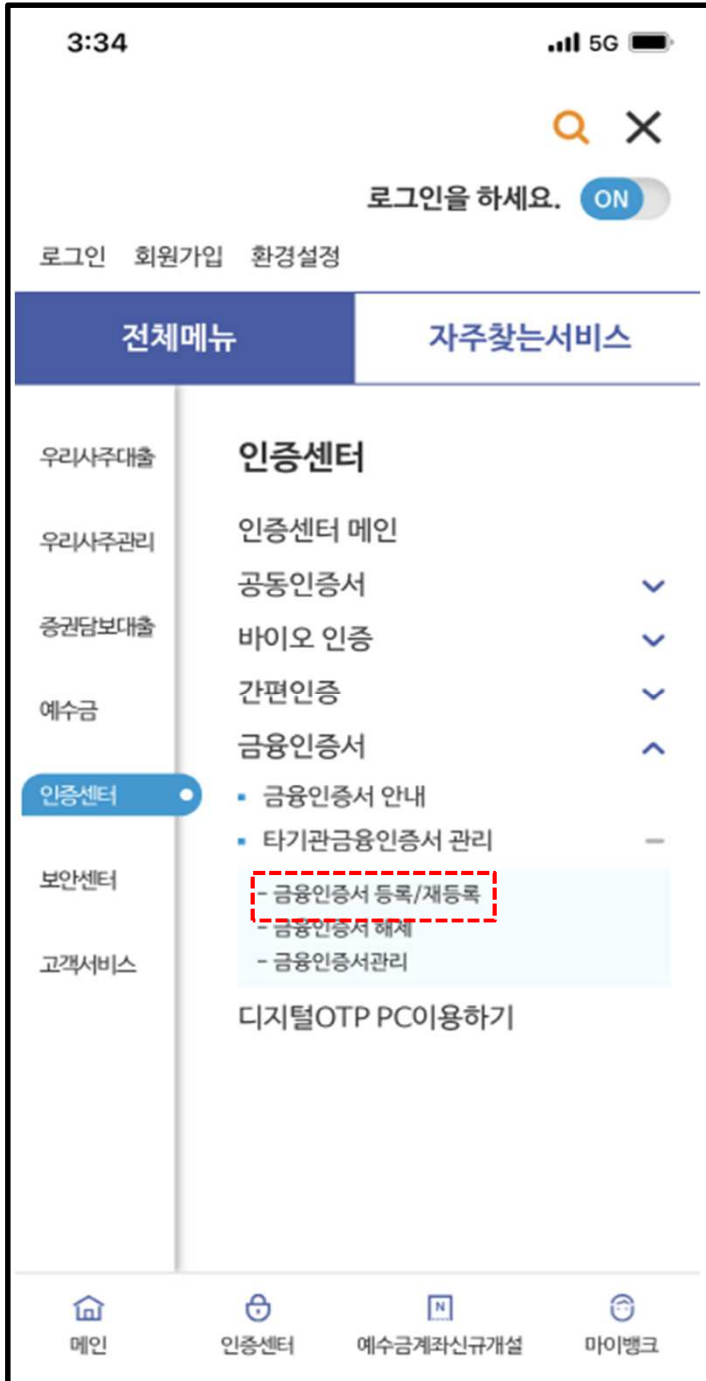 3:34 5G
로그인을 하세요. ON
로그인 회원가입 환경설정
전체메뉴 자주찾는서비스
우리사주대출
우리사주관리
증권담보대출
예수금
인증센터
보안센터
고객서비스
인증센터
인증센터 메인
공동인증서
바이오 인증
간편인증
금융인증서
금융인증서 안내
타기관금융인증서 관리
- 금융인증서 등록/재등록
- 금융인증서 해제
- 금융인증서관리
디지털OTP PC이용하기
N
메인 인증센터 예수금계좌신규개설 마이뱅크